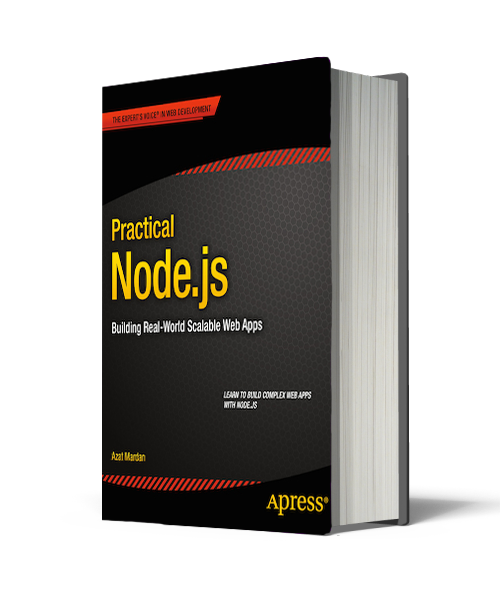 THE EXPERT'S VOICE® IN WEB DEVELOPMENT
Practical
Node.js
Building Real-World Scalable Web Apps
LEARN TO BUILD COMPLEX WEB APPS
WITH NODE.JS
Azat Mardan
Apress®